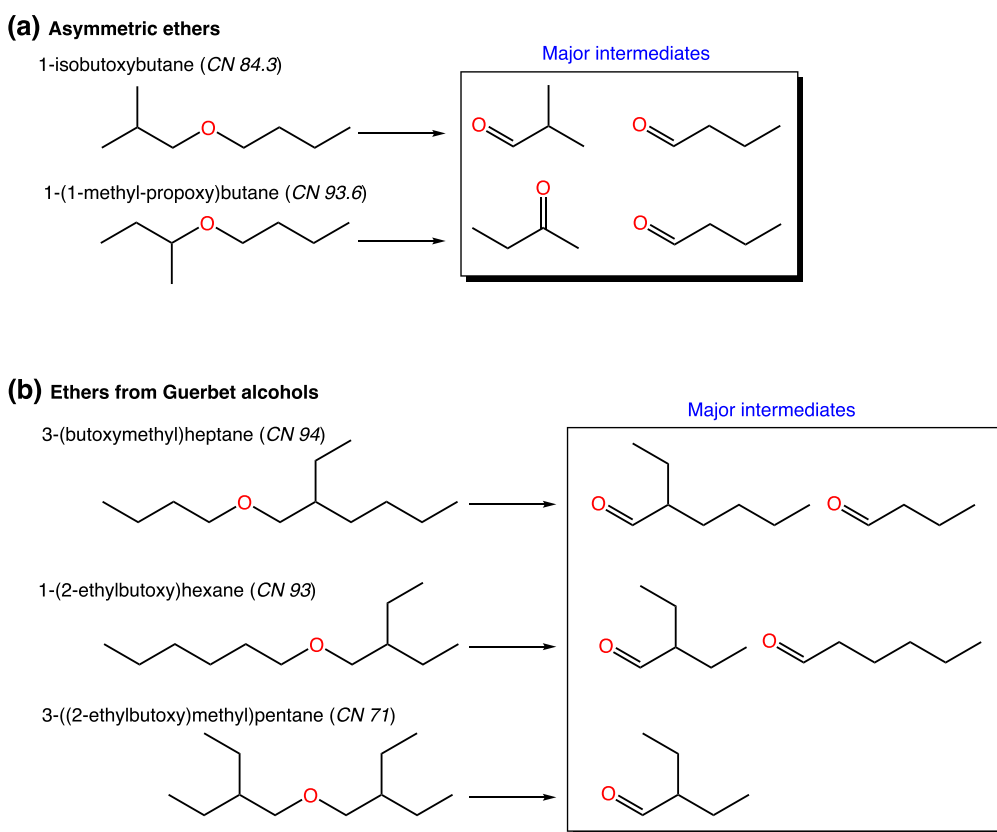 (a) Asymmetric ethers
Major intermediates
1-isobutoxybutane (CN 84.3)
O
O
O
1-(1-methyl-propoxy)butane (CN 93.6)
O
O
O
(b) Ethers from Guerbet alcohols
Major intermediates
3-(butoxymethyl)heptane (CN 94)
O
O
O
1-(2-ethylbutoxy)hexane (CN 93)
O
O
O
3-((2-ethylbutoxy)methyl)pentane (CN 71)
O
O